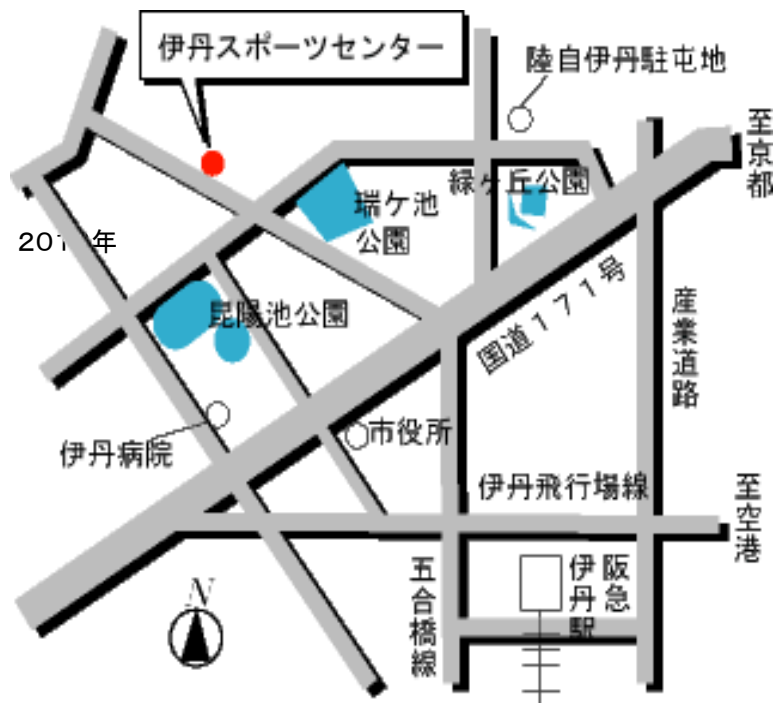 伊丹スポーツセンター
陸自伊丹駐屯地
至京都
緑ヶ丘公園
瑞ケ池
公園
年
昆陽池公園
国道１７１号
産業道路
伊丹病院
市役所
伊丹飛行場線
至空港
五合橋線
阪急
伊丹駅
N